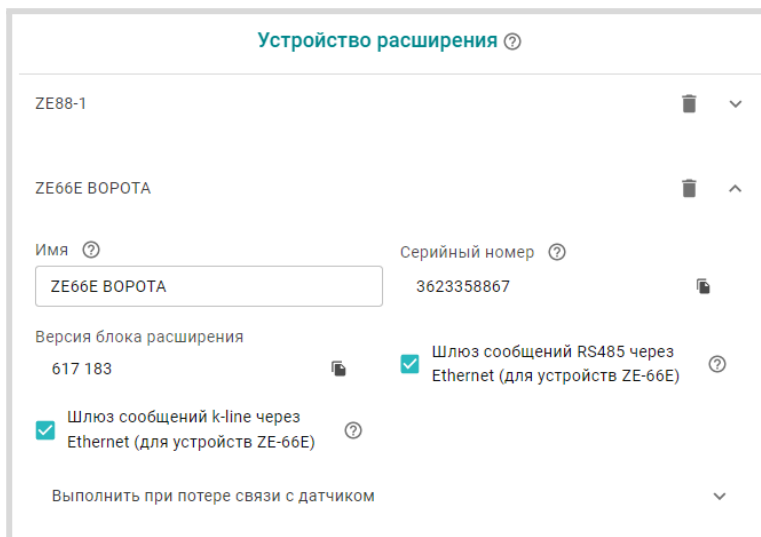 Устройство расширения
ZE88-1
ZE66E ВОРОТА
Имя
Серийный номер
ZE66E ВОРОТА
3623358867
Версия блока расширения
617 183
Шлюз сообщений RS485 через
Ethernet (для устройств ZE-66E)
Шлюз сообщений k-line через
Ethernet (для устройств ZE-66E)
Выполнить при потере связи с датчиком